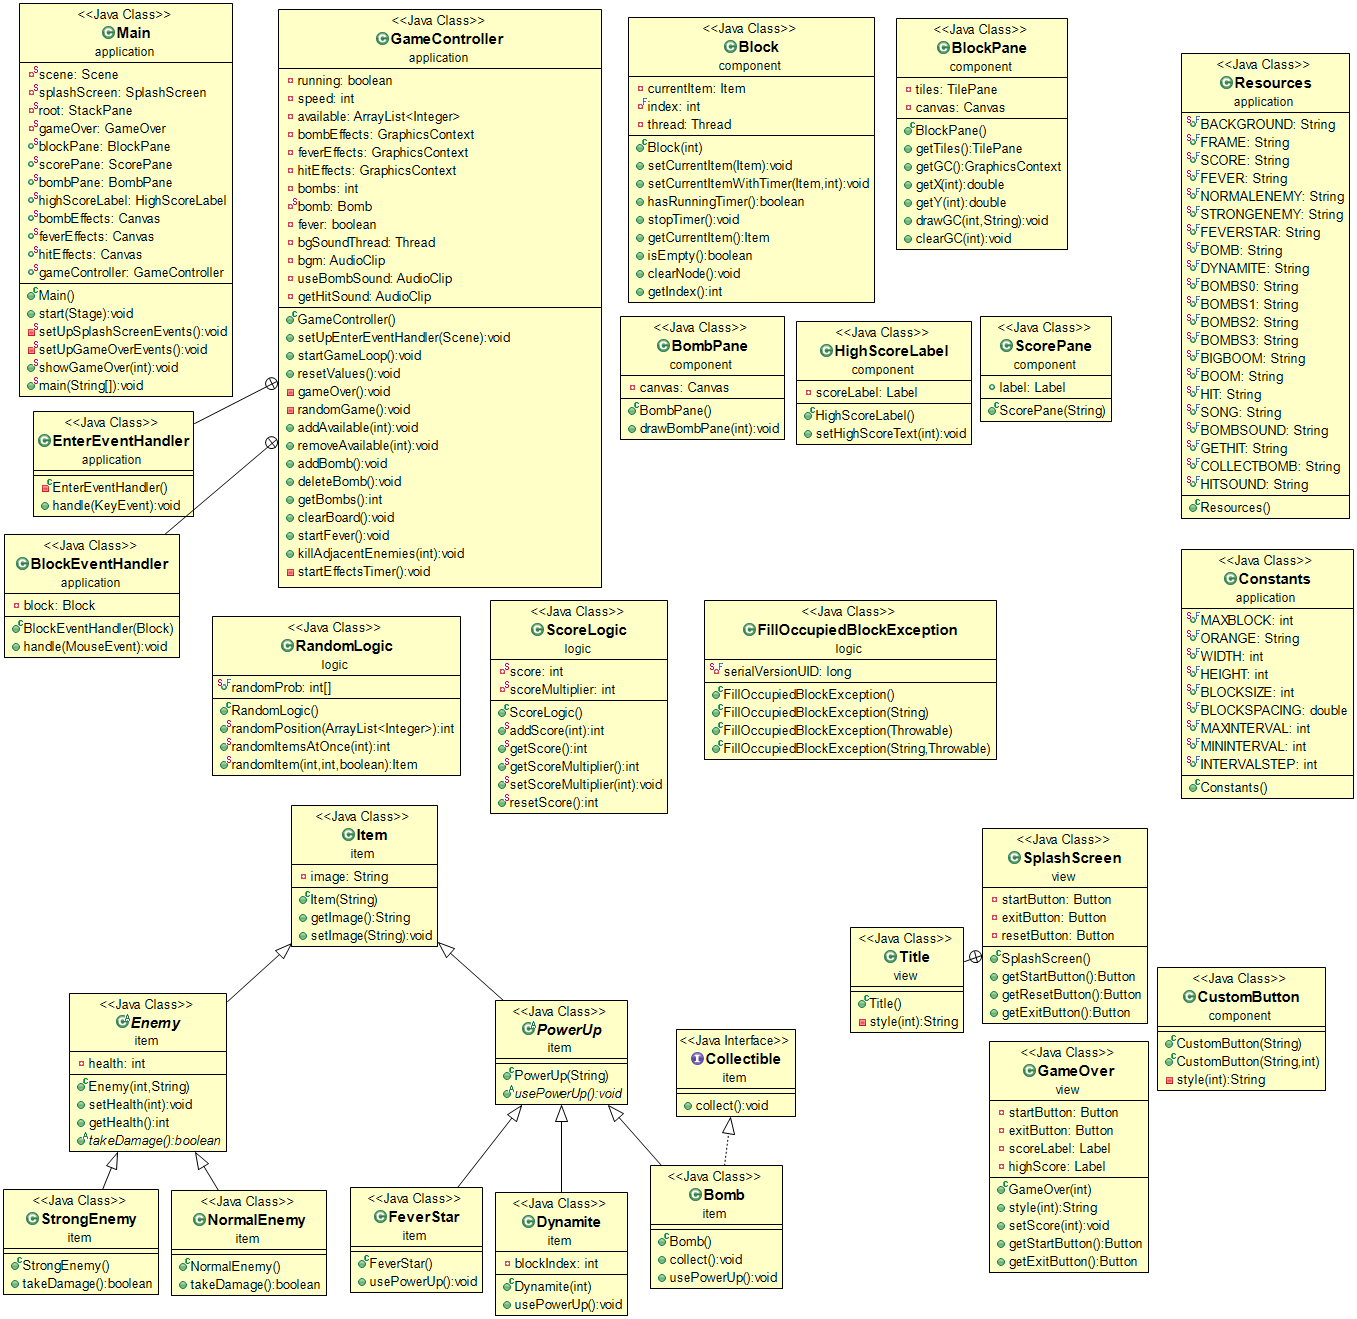 <<Java Class>>
Main
application
scene: Scene
splashScreen: SplashScreen
root: StackPane
gameOver: GameOver
blockPane: BlockPane
scorePane: ScorePane
bombPane: BombPane
highScoreLabel: HighScoreLabel
bombEffects: Canvas
feverEffects: Canvas
hitEffects: Canvas
gameController: GameController
Main()
start(Stage):void
setUpSplashScreenEvents():void
setUpGameOverEvents():void
showGameOver(int):void
main(String[]):void
<<Java Class>>
GameController
application
running: boolean
speed: int
available: ArrayList<Integer>
bombEffects: GraphicsContext
feverEffects: GraphicsContext
hitEffects: GraphicsContext
bombs: int
bomb: Bomb
fever: boolean
bgSoundThread: Thread
bgm: AudioClip
useBombSound: AudioClip
getHitSound: AudioClip
GameController()
setUpEnterEventHandler(Scene):void
startGameLoop():void
resetValues():void
gameOver():void
randomGame():void
addAvailable(int):void
removeAvailable(int):void
addBomb():void
deleteBomb():void
getBombs():int
clearBoard():void
startFever():void
killAdjacentEnemies(int):void
startEffectsTimer():void
<<Java Class>>
Block
component
currentItem: Item
index: int
thread: Thread
Block(int)
setCurrentItem(Item):void
setCurrentItemWithTimer(Item,int):void
hasRunningTimer():boolean
stopTimer():void
getCurrentItem():Item
isEmpty():boolean
clearNode():void
getIndex():int
<<Java Class>>
BlockPane
component
tiles: TilePane
canvas: Canvas
BlockPane()
getTiles():TilePane
getGC():GraphicsContext
getX(int):double
getY(int):double
drawGC(int,String):void
clearGC(int):void
<<Java Class>>
Resources
application
BACKGROUND: String
FRAME: String
SCORE: String
FEVER: String
NORMALENEMY: String
STRONGENEMY: String
FEVERSTAR: String
BOMB: String
DYNAMITE: String
BOMBS0: String
BOMBS1: String
BOMBS2: String
BOMBS3: String
BIGBOOM: String
BOOM: String
HIT: String
SONG: String
BOMBSOUND: String
GETHIT: String
COLLECTBOMB: String
HITSOUND: String
Resources()
<<Java Class>>
BombPane
component
canvas: Canvas
BombPane()
drawBombPane(int):void
<<Java Class>>
HighScoreLabel
component
scoreLabel: Label
HighScoreLabel()
setHighScoreText(int):void
<<Java Class>>
ScorePane
component
label: Label
ScorePane(String)
<<Java Class>>
EnterEventHandler
application
EnterEventHandler()
handle(KeyEvent):void
<<Java Class>>
BlockEventHandler
application
block: Block
BlockEventHandler(Block)
handle(MouseEvent):void
<<Java Class>>
RandomLogic
logic
randomProb: int[]
RandomLogic()
randomPosition(ArrayList<Integer>):int
randomItemsAtOnce(int):int
randomItem(int,int,boolean):Item
<<Java Class>>
ScoreLogic
logic
score: int
scoreMultiplier: int
ScoreLogic()
addScore(int):int
getScore():int
getScoreMultiplier():int
setScoreMultiplier(int):void
resetScore():int
<<Java Class>>
FillOccupiedBlockException
logic
serialVersionUID: long
FillOccupiedBlockException()
FillOccupiedBlockException(String)
FillOccupiedBlockException(Throwable)
FillOccupiedBlockException(String,Throwable)
<<Java Class>>
Constants
application
MAXBLOCK: int
ORANGE: String
WIDTH: int
HEIGHT: int
BLOCKSIZE: int
BLOCKSPACING: double
MAXINTERVAL: int
MININTERVAL: int
INTERVALSTEP: int
Constants()
<<Java Class>>
Item
item
image: String
Item(String)
getImage():String
setImage(String):void
<<Java Class>>
SplashScreen
view
startButton: Button
exitButton: Button
resetButton: Button
SplashScreen()
getStartButton():Button
getResetButton():Button
getExitButton():Button
<<Java Class>>
Title
view
Title()
style(int):String
<<Java Class>>
CustomButton
component
CustomButton(String)
CustomButton(String,int)
style(int):String
<<Java Class>>
Enemy
item
health: int
Enemy(int,String)
setHealth(int):void
getHealth():int
takeDamage():boolean
<<Java Class>>
PowerUp
item
PowerUp(String)
usePowerUp():void
<<Java Interface>>
Collectible
item
collect():void
<<Java Class>>
GameOver
view
startButton: Button
exitButton: Button
scoreLabel: Label
highScore: Label
GameOver(int)
style(int):String
setScore(int):void
getStartButton():Button
getExitButton():Button
<<Java Class>>
StrongEnemy
item
StrongEnemy()
takeDamage():boolean
<<Java Class>>
NormalEnemy
item
NormalEnemy()
takeDamage():boolean
<<Java Class>>
FeverStar
item
FeverStar()
usePowerUp():void
<<Java Class>>
Dynamite
item
blockIndex: int
Dynamite(int)
usePowerUp():void
<<Java Class>>
Bomb
item
Bomb()
collect():void
usePowerUp():void